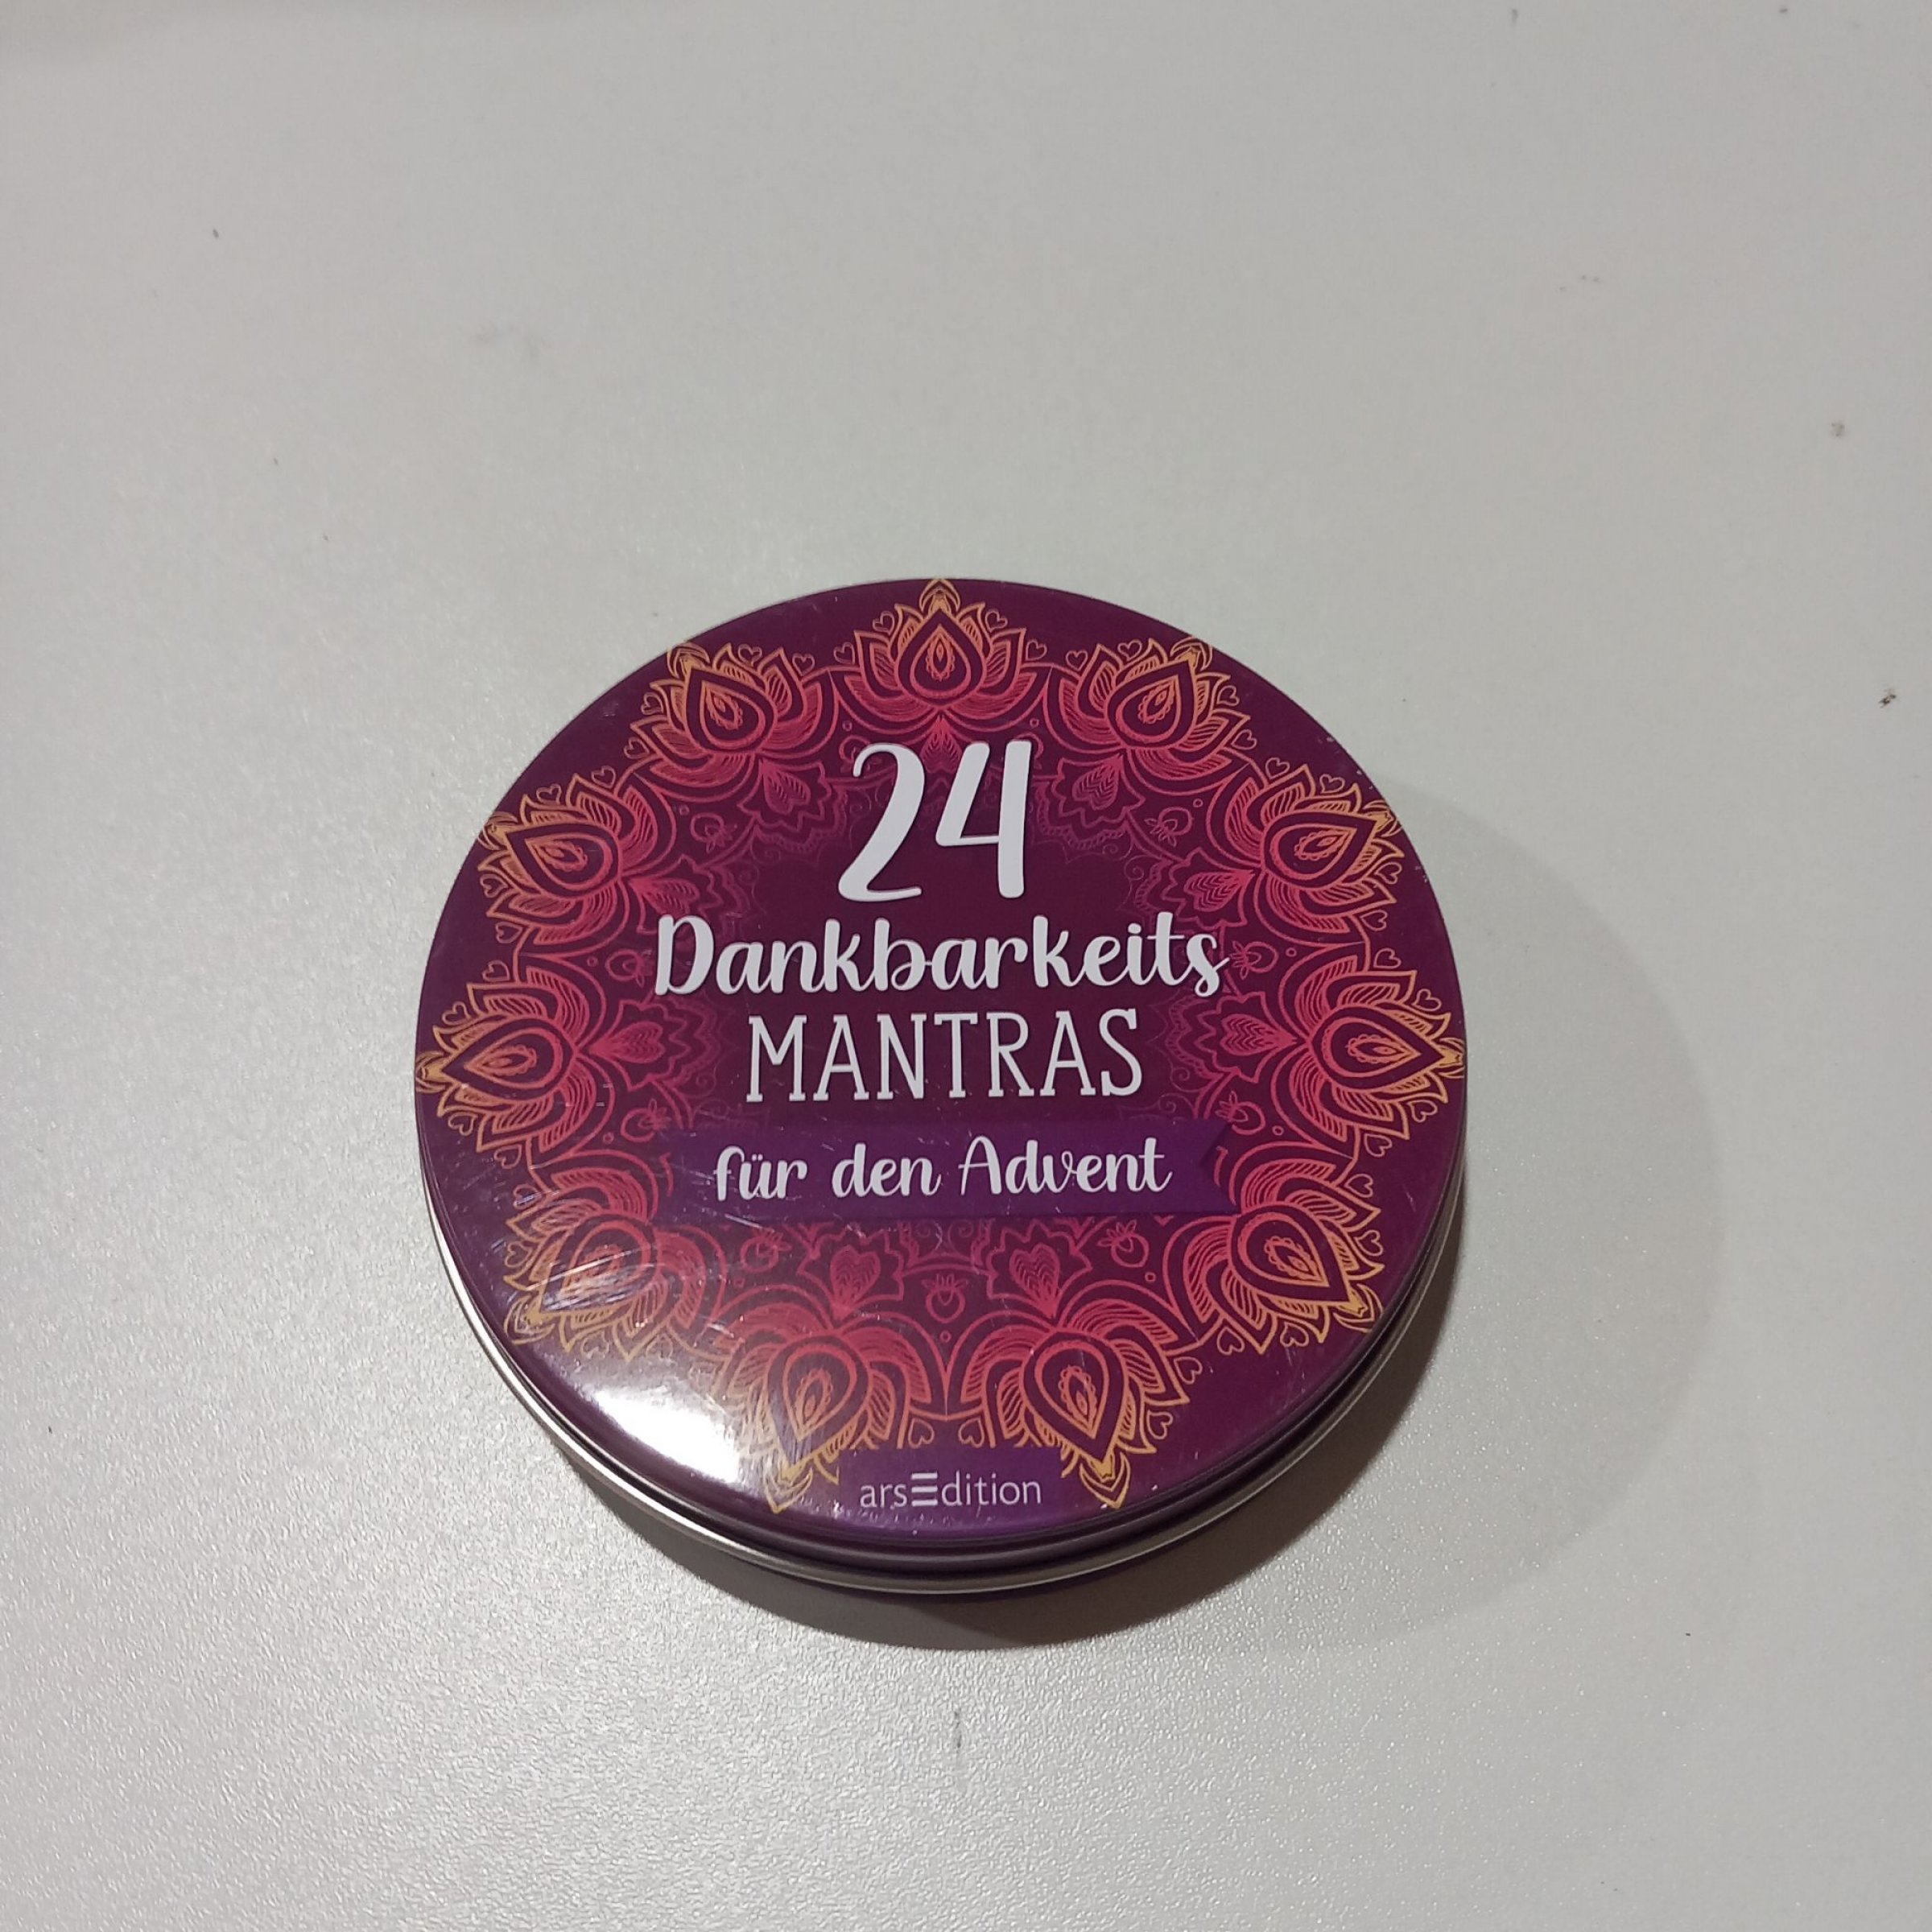 24
Dankbarkeits
MANTRAS
für den Advent
arsEdition